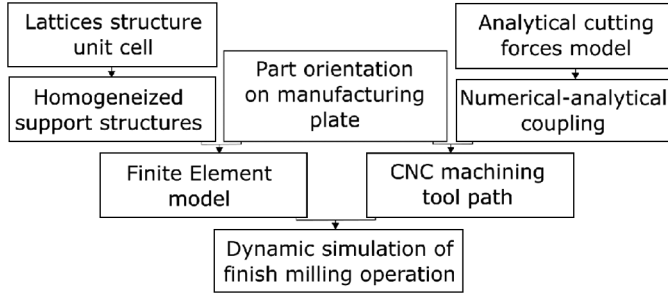 Lattices structure
unit cell
Analytical cutting
forces model
Part orientation
on manufacturing
plate
Homogeneized
support structures
Numerical-analytical
coupling
Finite Element
model
CNC machining
tool path
Dynamic simulation of
finish milling operation